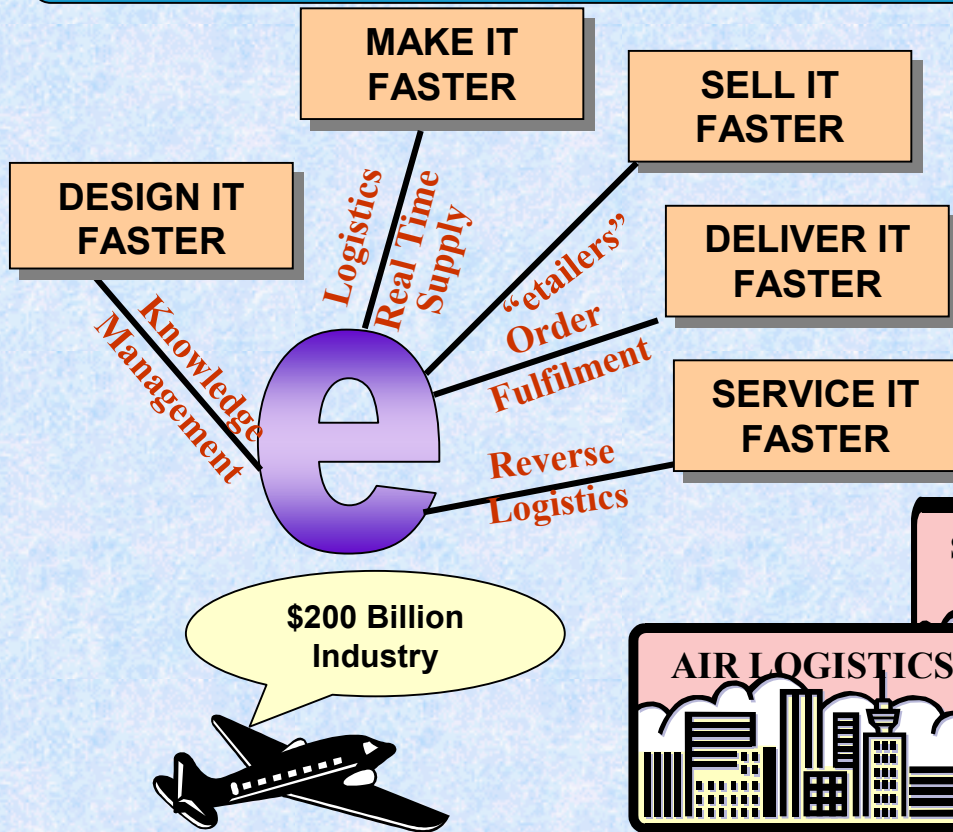 MAKE IT
FASTER
SELL IT
FASTER
DESIGN IT
FASTER
DELIVER IT
FASTER
SERVICE IT
FASTER
Knowledge
Management
Logistics
Real Time
Supply
“etailers”
Order
Fulfilment
Reverse
Logistics
e
$200 Billion
Industry
AIR LOGISTICS